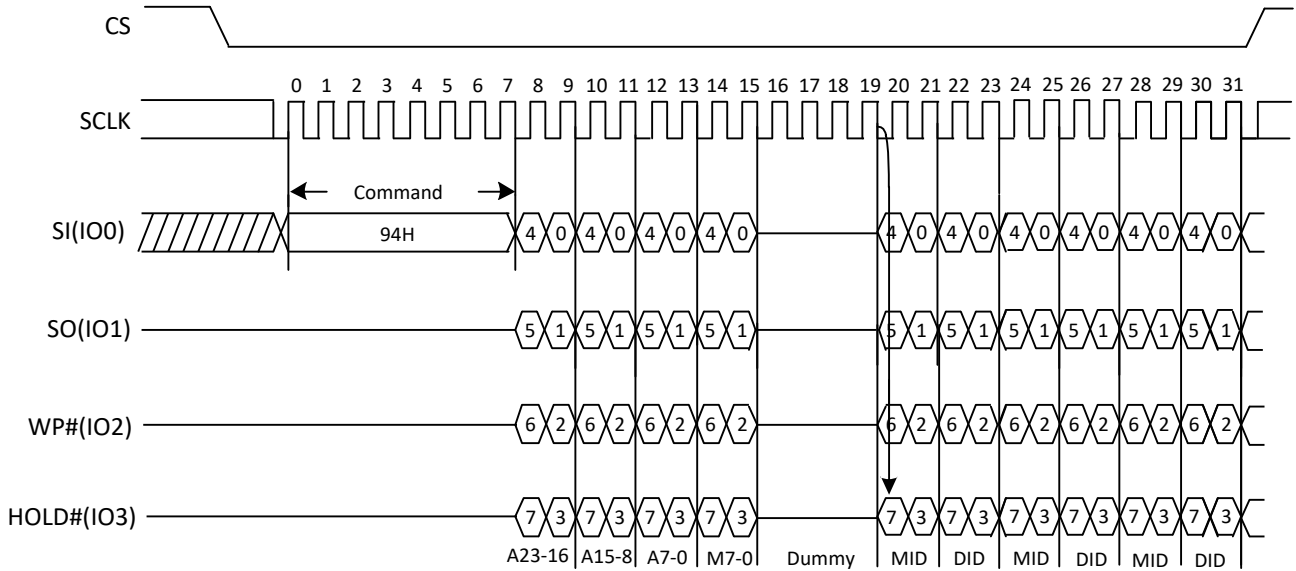 CS
0 1 2 3 4 5 6 7 8 9 10 11 12 13 14 15 16 17 18 19 20 21 22 23 24 25 26 27 28 29 30 31
SCLK
Command
SI(IO0) 94H 4 0 4 0 4 0 4 0 4 0 4 0 4 0 4 0 4 0 4 0
SO(IO1) 5 1 5 1 5 1 5 1 5 1 5 1 5 1 5 1 5 1 5 1
WP#(IO2) 6 2 6 2 6 2 6 2 6 2 6 2 6 2 6 2 6 2 6 2
HOLD#(IO3) 7 3 7 3 7 3 7 3 7 3 7 3 7 3 7 3 7 3 7 3
A23-16 A15-8 A7-0 M7-0 Dummy MID DID MID DID MID DID